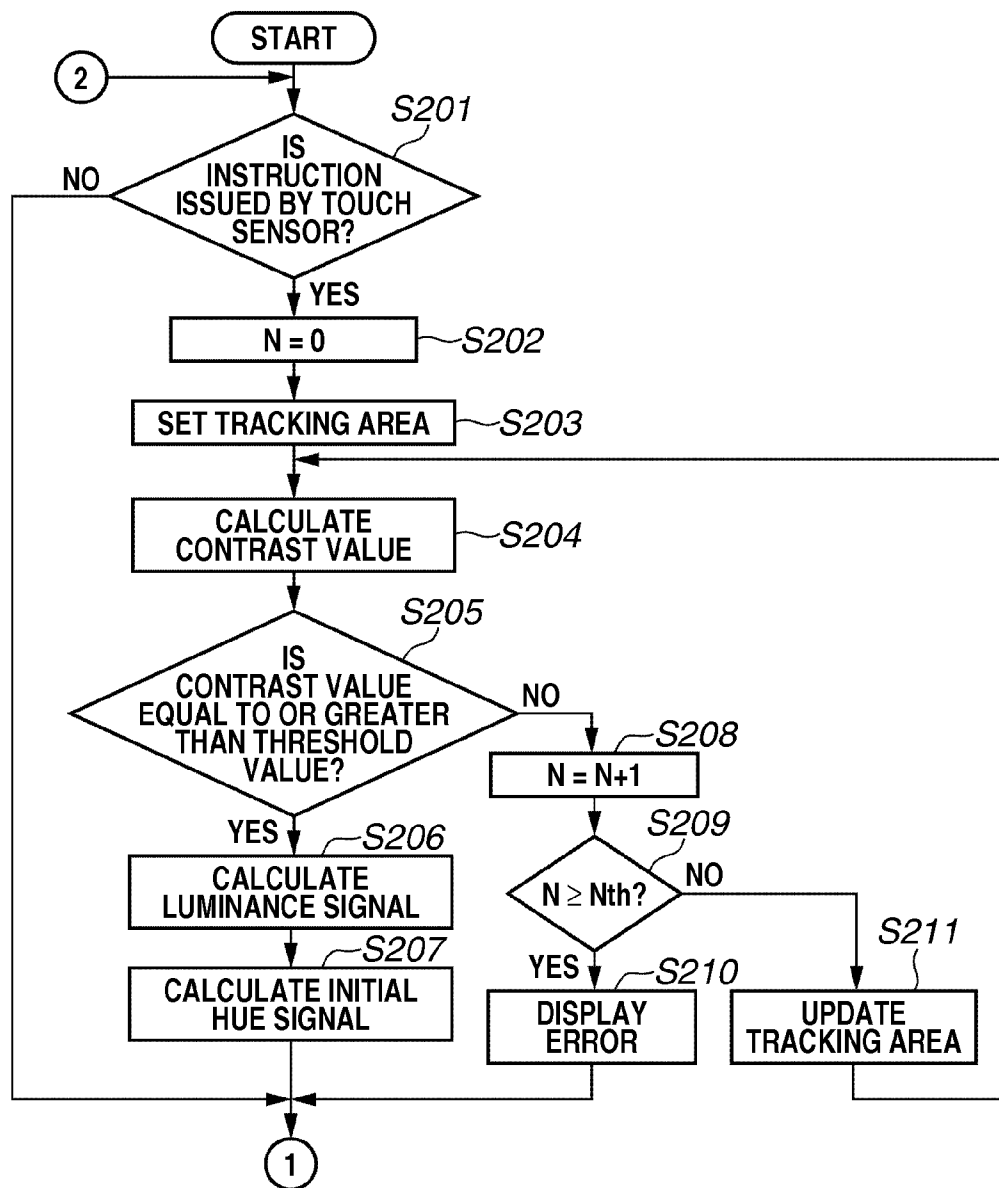 START
2
S201
IS
INSTRUCTION
ISSUED BY TOUCH
SENSOR?
NO
YES
N = 0
S202
SET TRACKING AREA
S203
CALCULATE
CONTRAST VALUE
S204
S205
IS
CONTRAST VALUE
EQUAL TO OR GREATER
THAN THRESHOLD
VALUE?
NO
YES
S208
N = N+1
S206
CALCULATE
LUMINANCE SIGNAL
S209
N ≥ Nth?
NO
YES
S207
CALCULATE INITIAL
HUE SIGNAL
S210
DISPLAY
ERROR
S211
UPDATE
TRACKING AREA
1